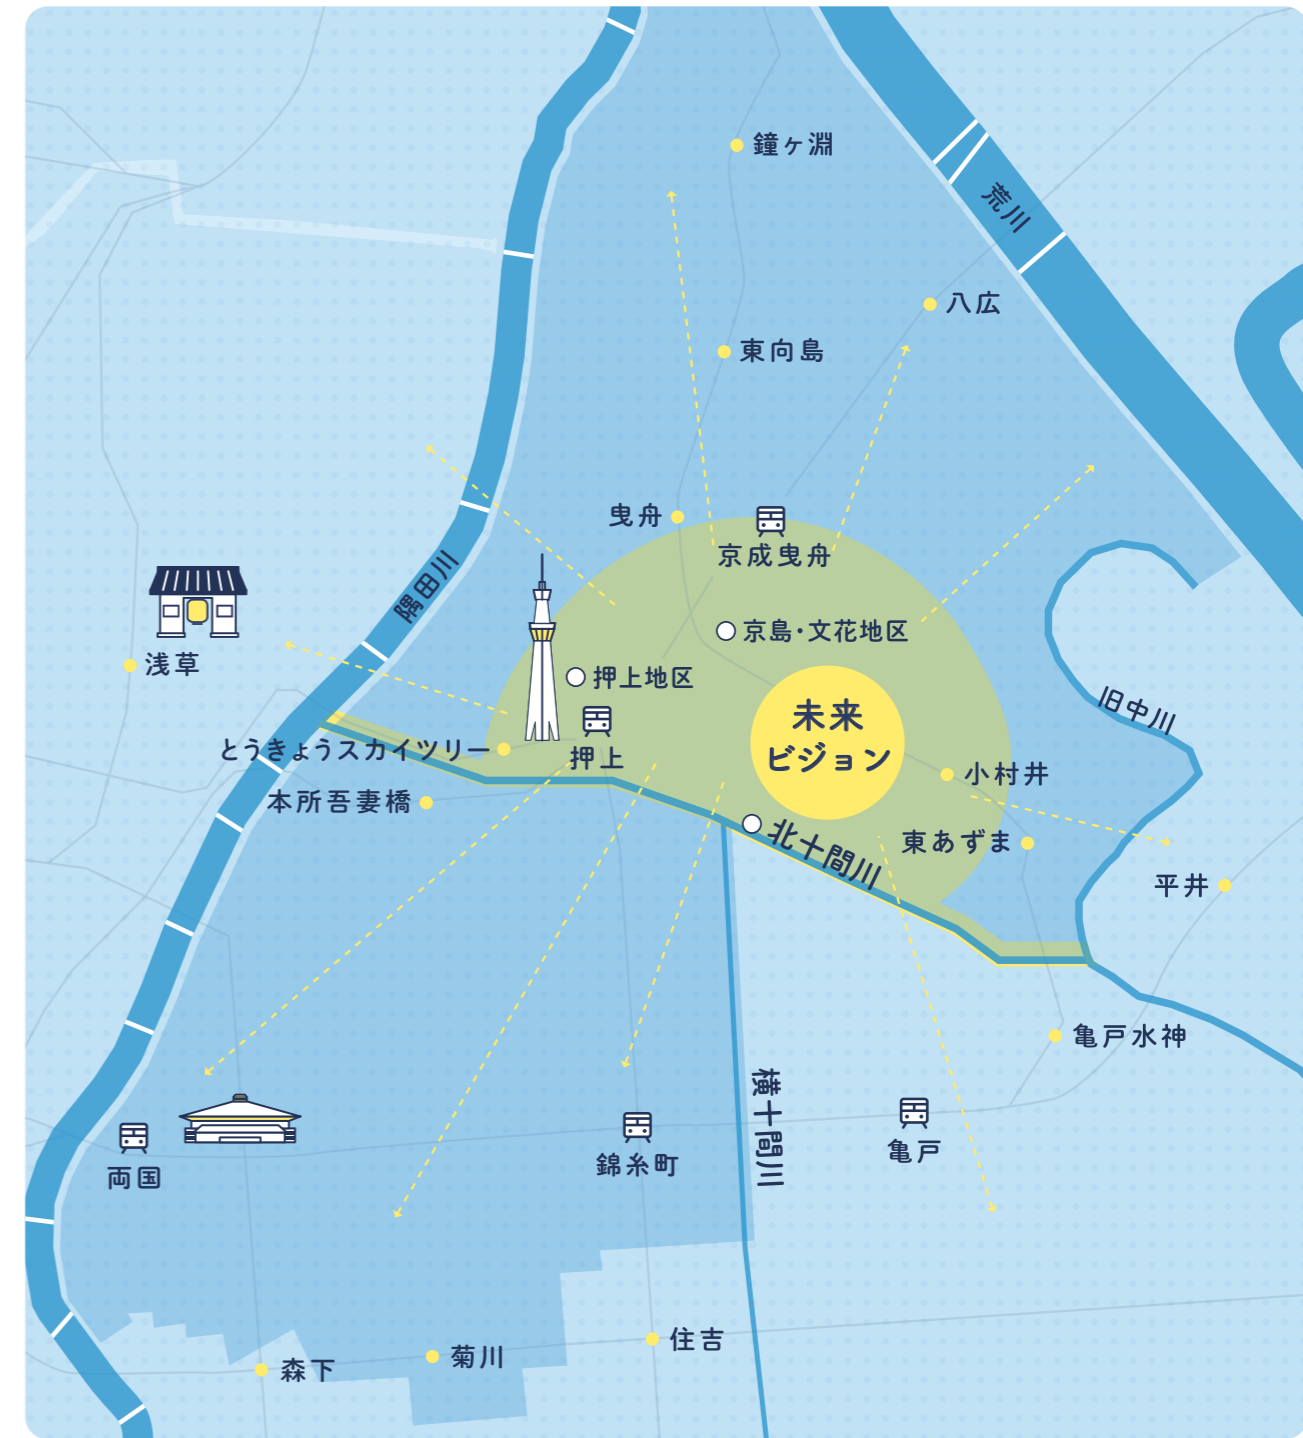 鐘ヶ淵
荒川
八広
東向島
曳舟
京成曳舟
隅田川
京島・文花地区
浅草
押上地区
旧中川
未来
ビジョン
とうきょうスカイツリー
押上
小村井
本所吾妻橋
北十間川
東あずま
平井
亀戸水神
横十間川
亀戸
錦糸町
両国
住吉
菊川
森下